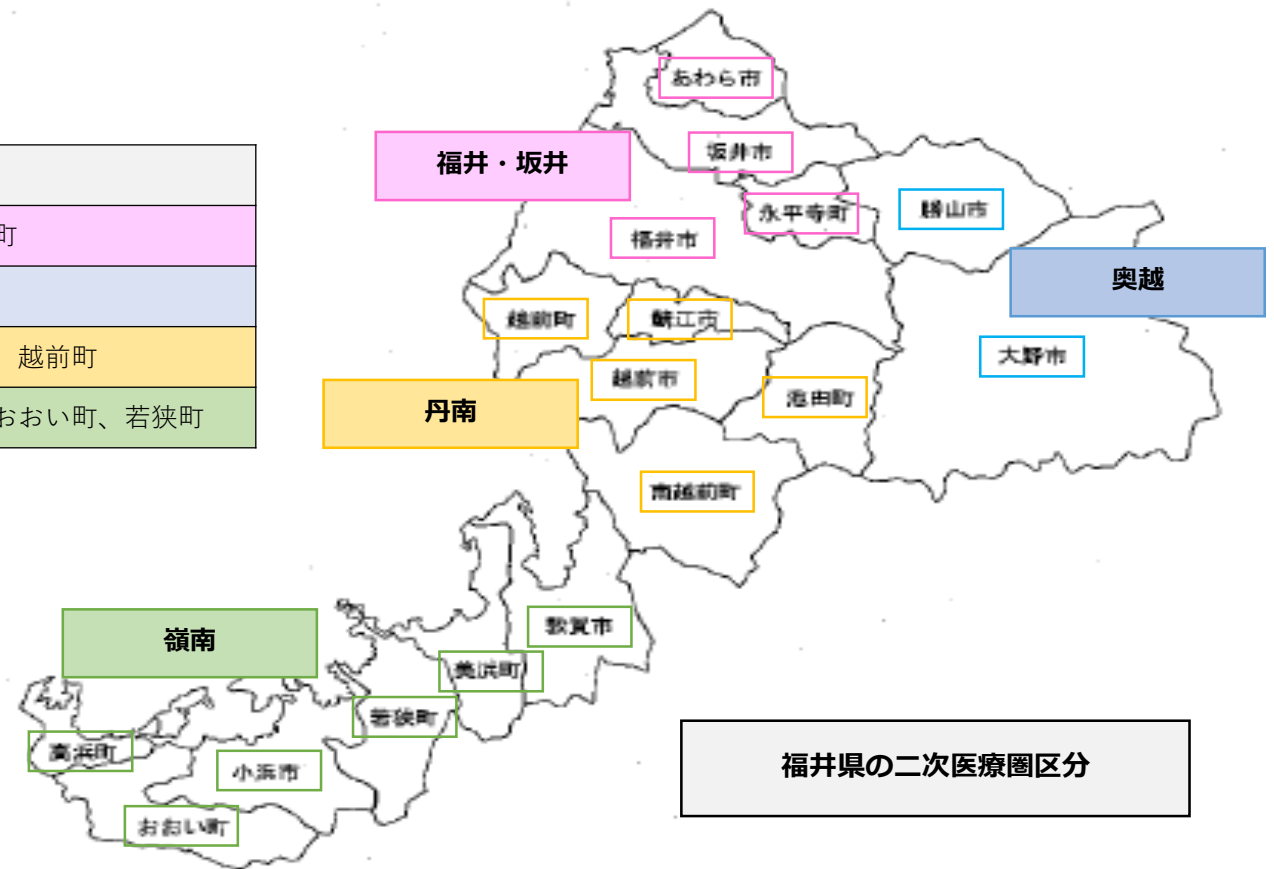 町
越前町
おおい町、若狭町
福井・坂井
あわら市
坂井市
永平寺町
勝山市
福井市
奥越
越前町
鯖江市
大野市
越前市
池田町
丹南
南越前町
敦賀市
嶺南
美浜町
若狭町
高浜町
小浜市
おおい町
福井県の二次医療圏区分